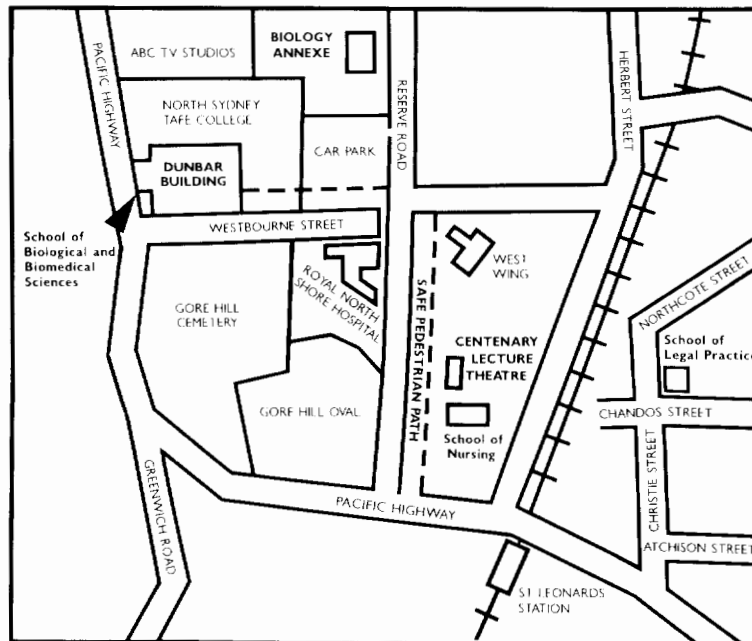 PACIFIC HIGHWAY
ABC TV STUDIOS
BIOLOGY
ANNEXE
RESERVE ROAD
HERBERT STREET
NORTH SYDNEY
TAFE COLLEGE
CAR PARK
DUNBAR
BUILDING
WESTBOURNE STREET
School of
Biological and
Biomedical
Sciences
ROYAL NORTH
SHORE HOSPITAL
WEST
WING
GORE HILL
CEMETERY
SAFE PEDESTRIAN PATH
NORTHCOTE STREET
CENTENARY
LECTURE
THEATRE
School of
Legal Practice
GORE HILL OVAL
School of
Nursing
CHANDOS STREET
CHRISTIE STREET
GREENWICH ROAD
PACIFIC HIGHWAY
ATCHISON STREET
ST LEONARDS
STATION